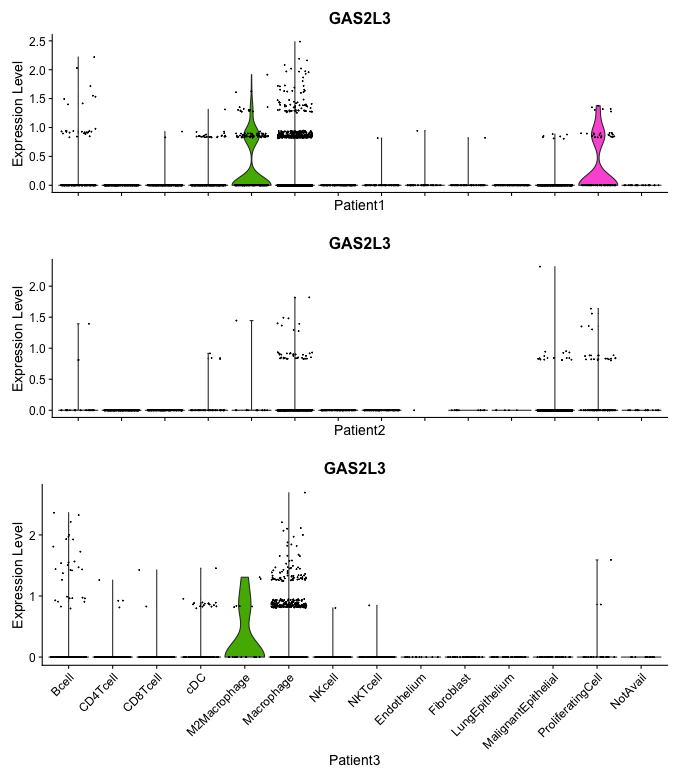 GAS2L3
Expression Level
2.5
2.0
1.5
1.0
0.5
0.0
Patient1
GAS2L3
Expression Level
2.0
1.5
1.0
0.5
0.0
Patient2
GAS2L3
Expression Level
2
1
0
Bcell
CD4Tcell
CD8Tcell
cDC
M2Macrophage
Macrophage
NKcell
NKTcell
Endothelium
Fibroblast
LungEpithelium
MalignantEpithelial
ProliferatingCell
NotAvail
Patient3